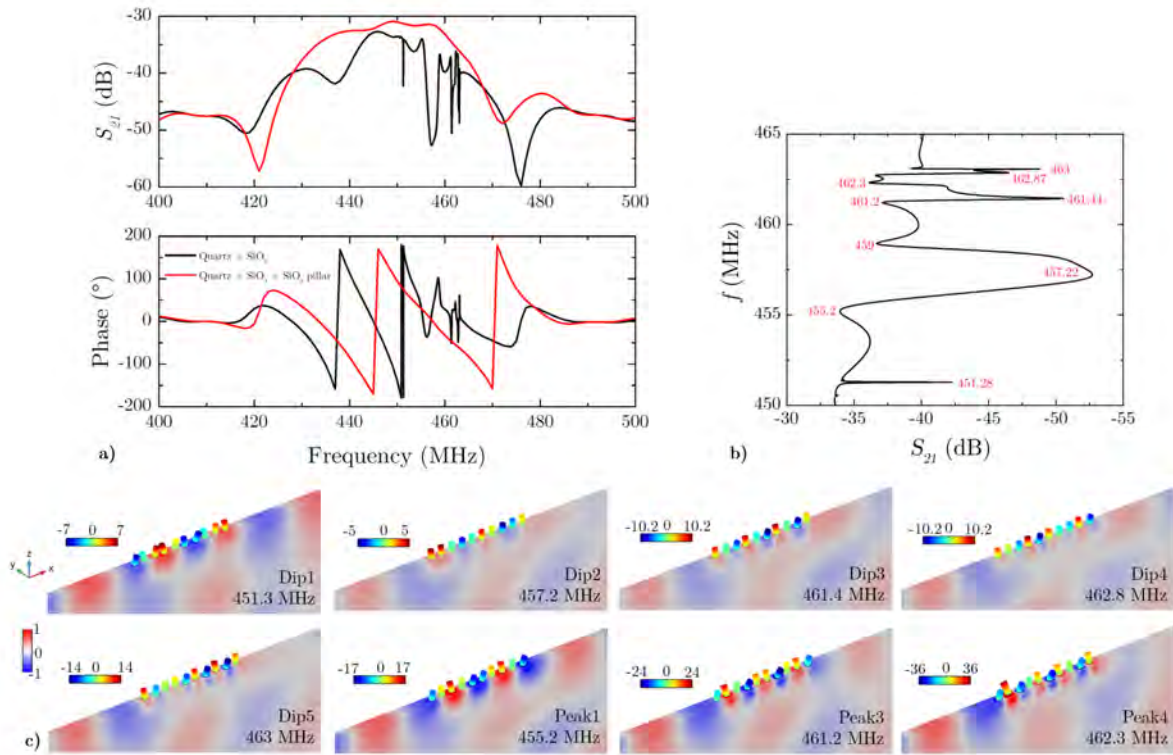 -30
-40
-50
-60
S21 (dB)
400 420 440 460 480 500
200
100
0
-100
-200
Phase (°)
Quartz + SiO2
Quartz + SiO2 + SiO2 pillar
400 420 440 460 480 500
a) Frequency (MHz)
465
460
455
450
f (MHz)
463
462.87
462.3
461.44
461.2
459
457.22
455.2
451.28
-30 -35 -40 -45 -50 -55
b) S21 (dB)
-7 0 7
z
y x
Dip1
451.3 MHz
-5 0 5
Dip2
457.2 MHz
-10.2 0 10.2
Dip3
461.4 MHz
-10.2 0 10.2
Dip4
462.8 MHz
1
0
-1
-14 0 14
Dip5
c) 463 MHz
-17 0 17
Peak1
455.2 MHz
-24 0 24
Peak3
461.2 MHz
-36 0 36
Peak4
462.3 MHz